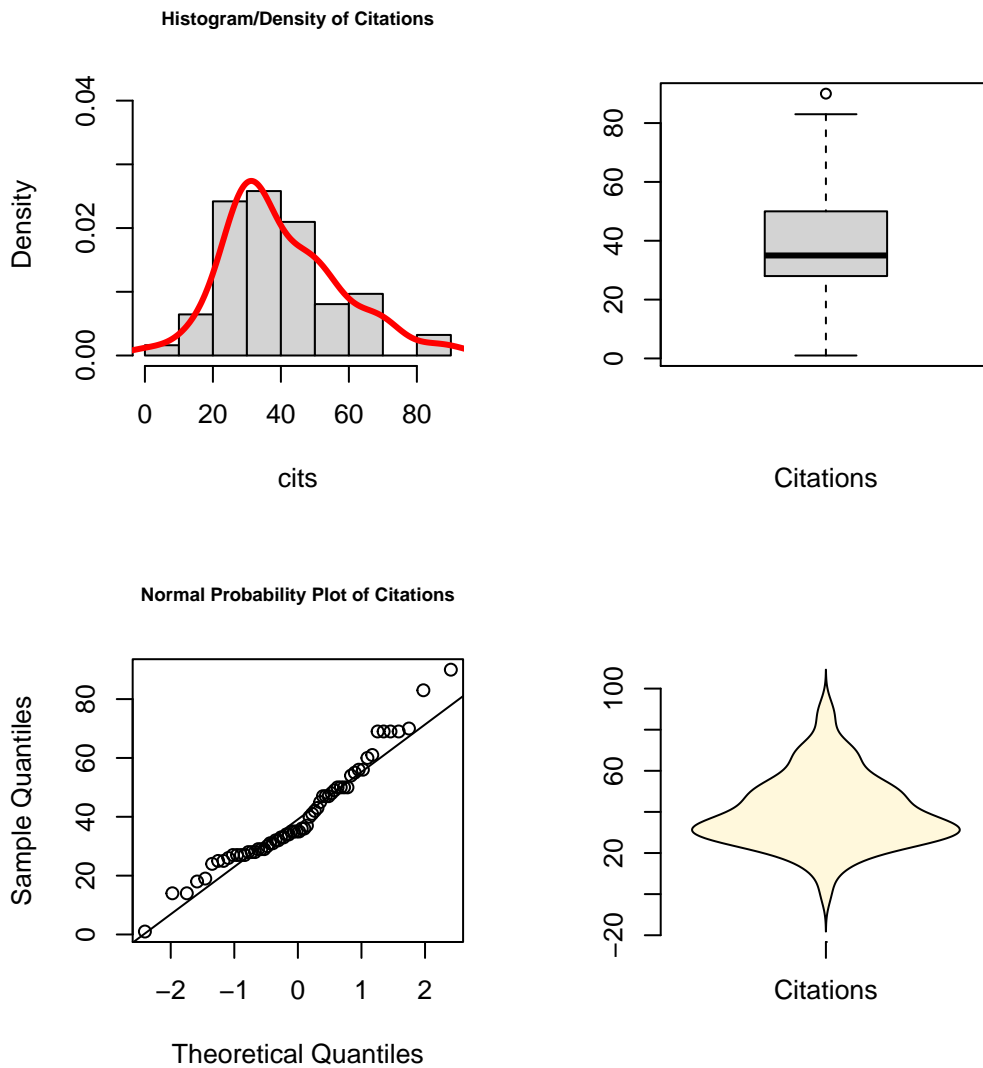 Histogram/Density of Citations
0.04
0.02
0.00
Density
0 20 40 60 80
cits
80
60
40
20
0
Citations
Normal Probability Plot of Citations
80
60
40
20
0
Sample Quantiles
−2 −1 0 1 2
Theoretical Quantiles
100
60
20
−20
Citations